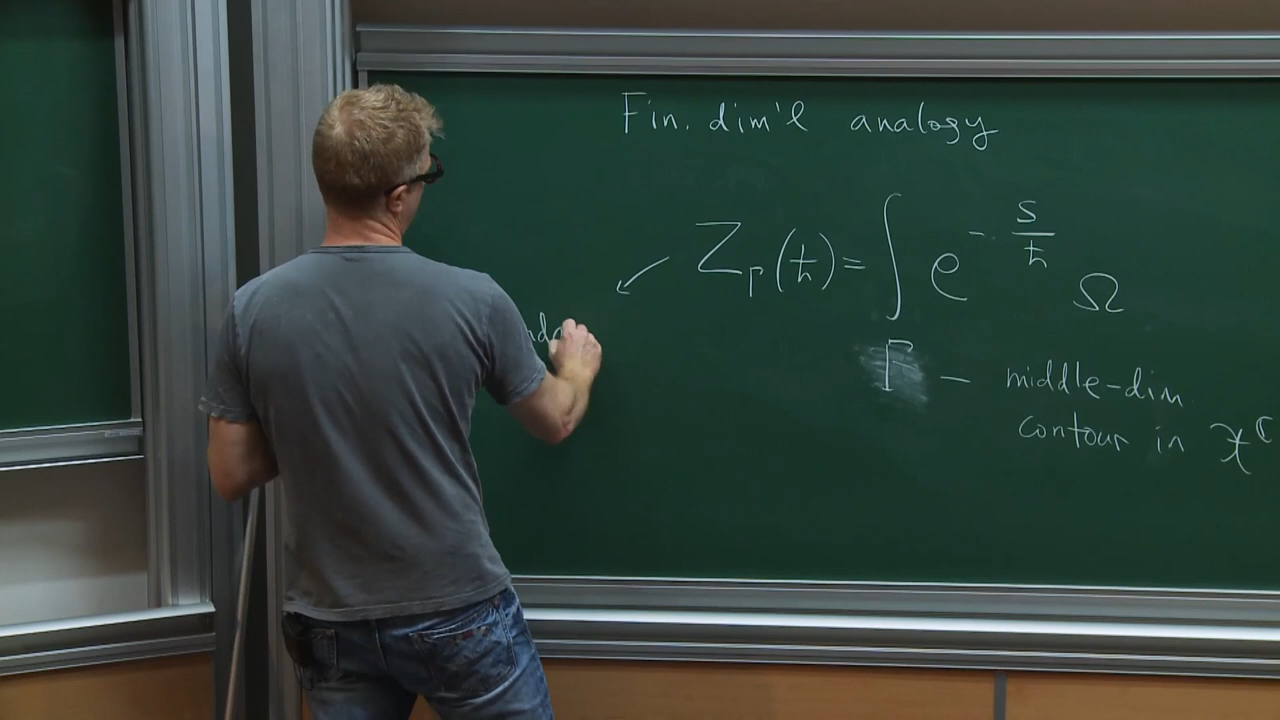 Fin. dim'l analogy
Z_Γ(ħ) = ∫ e^{-S/ħ} Ω
Γ — middle-dim
contour in X^C